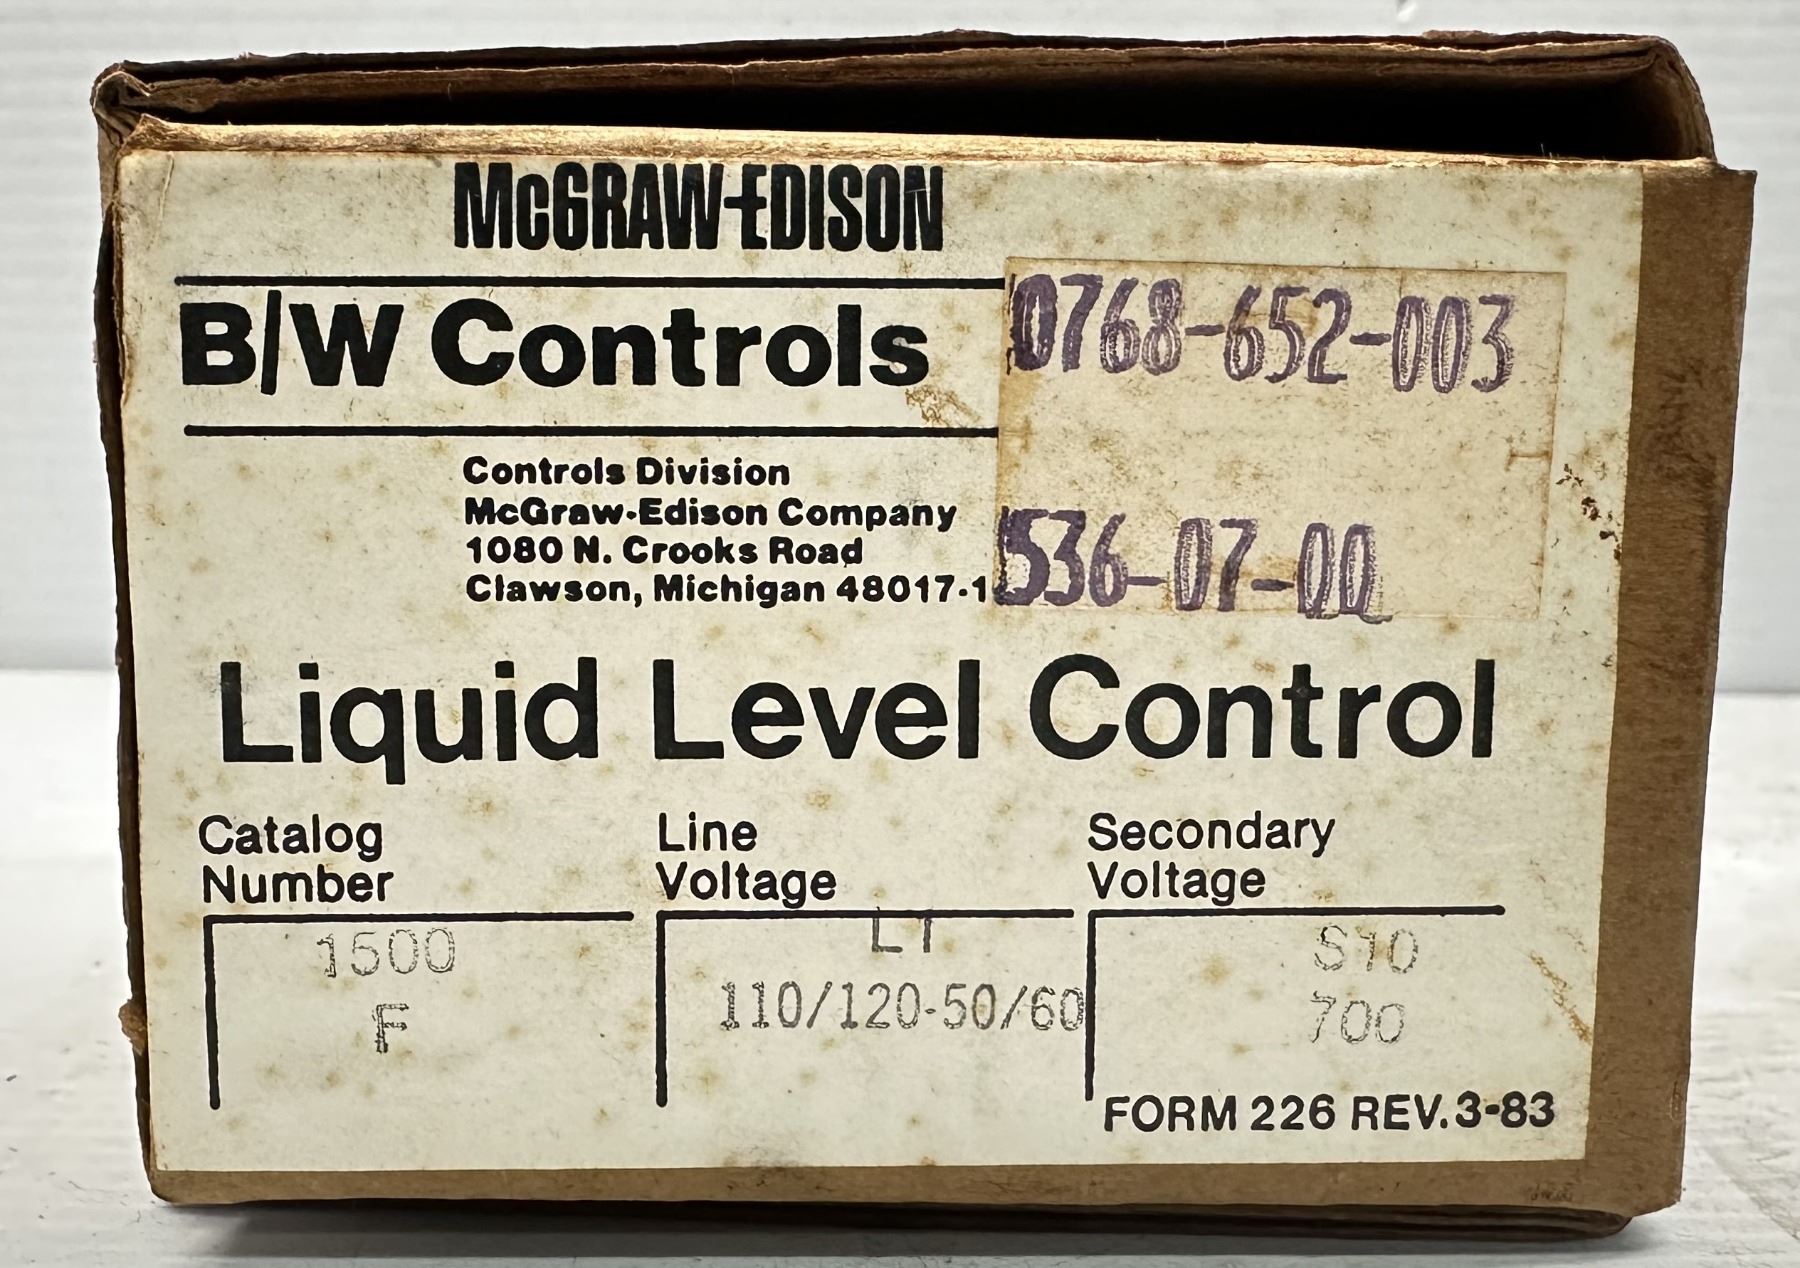 McGRAW-EDISON
B/W Controls
0768-652-003
Controls Division
McGraw-Edison Company
1080 N. Crooks Road
Clawson, Michigan 48017-1
536-07-00
Liquid Level Control
Catalog Number
Line Voltage
Secondary Voltage
1500
L1
S10
F
110/120-50/60
700
FORM 226 REV. 3-83